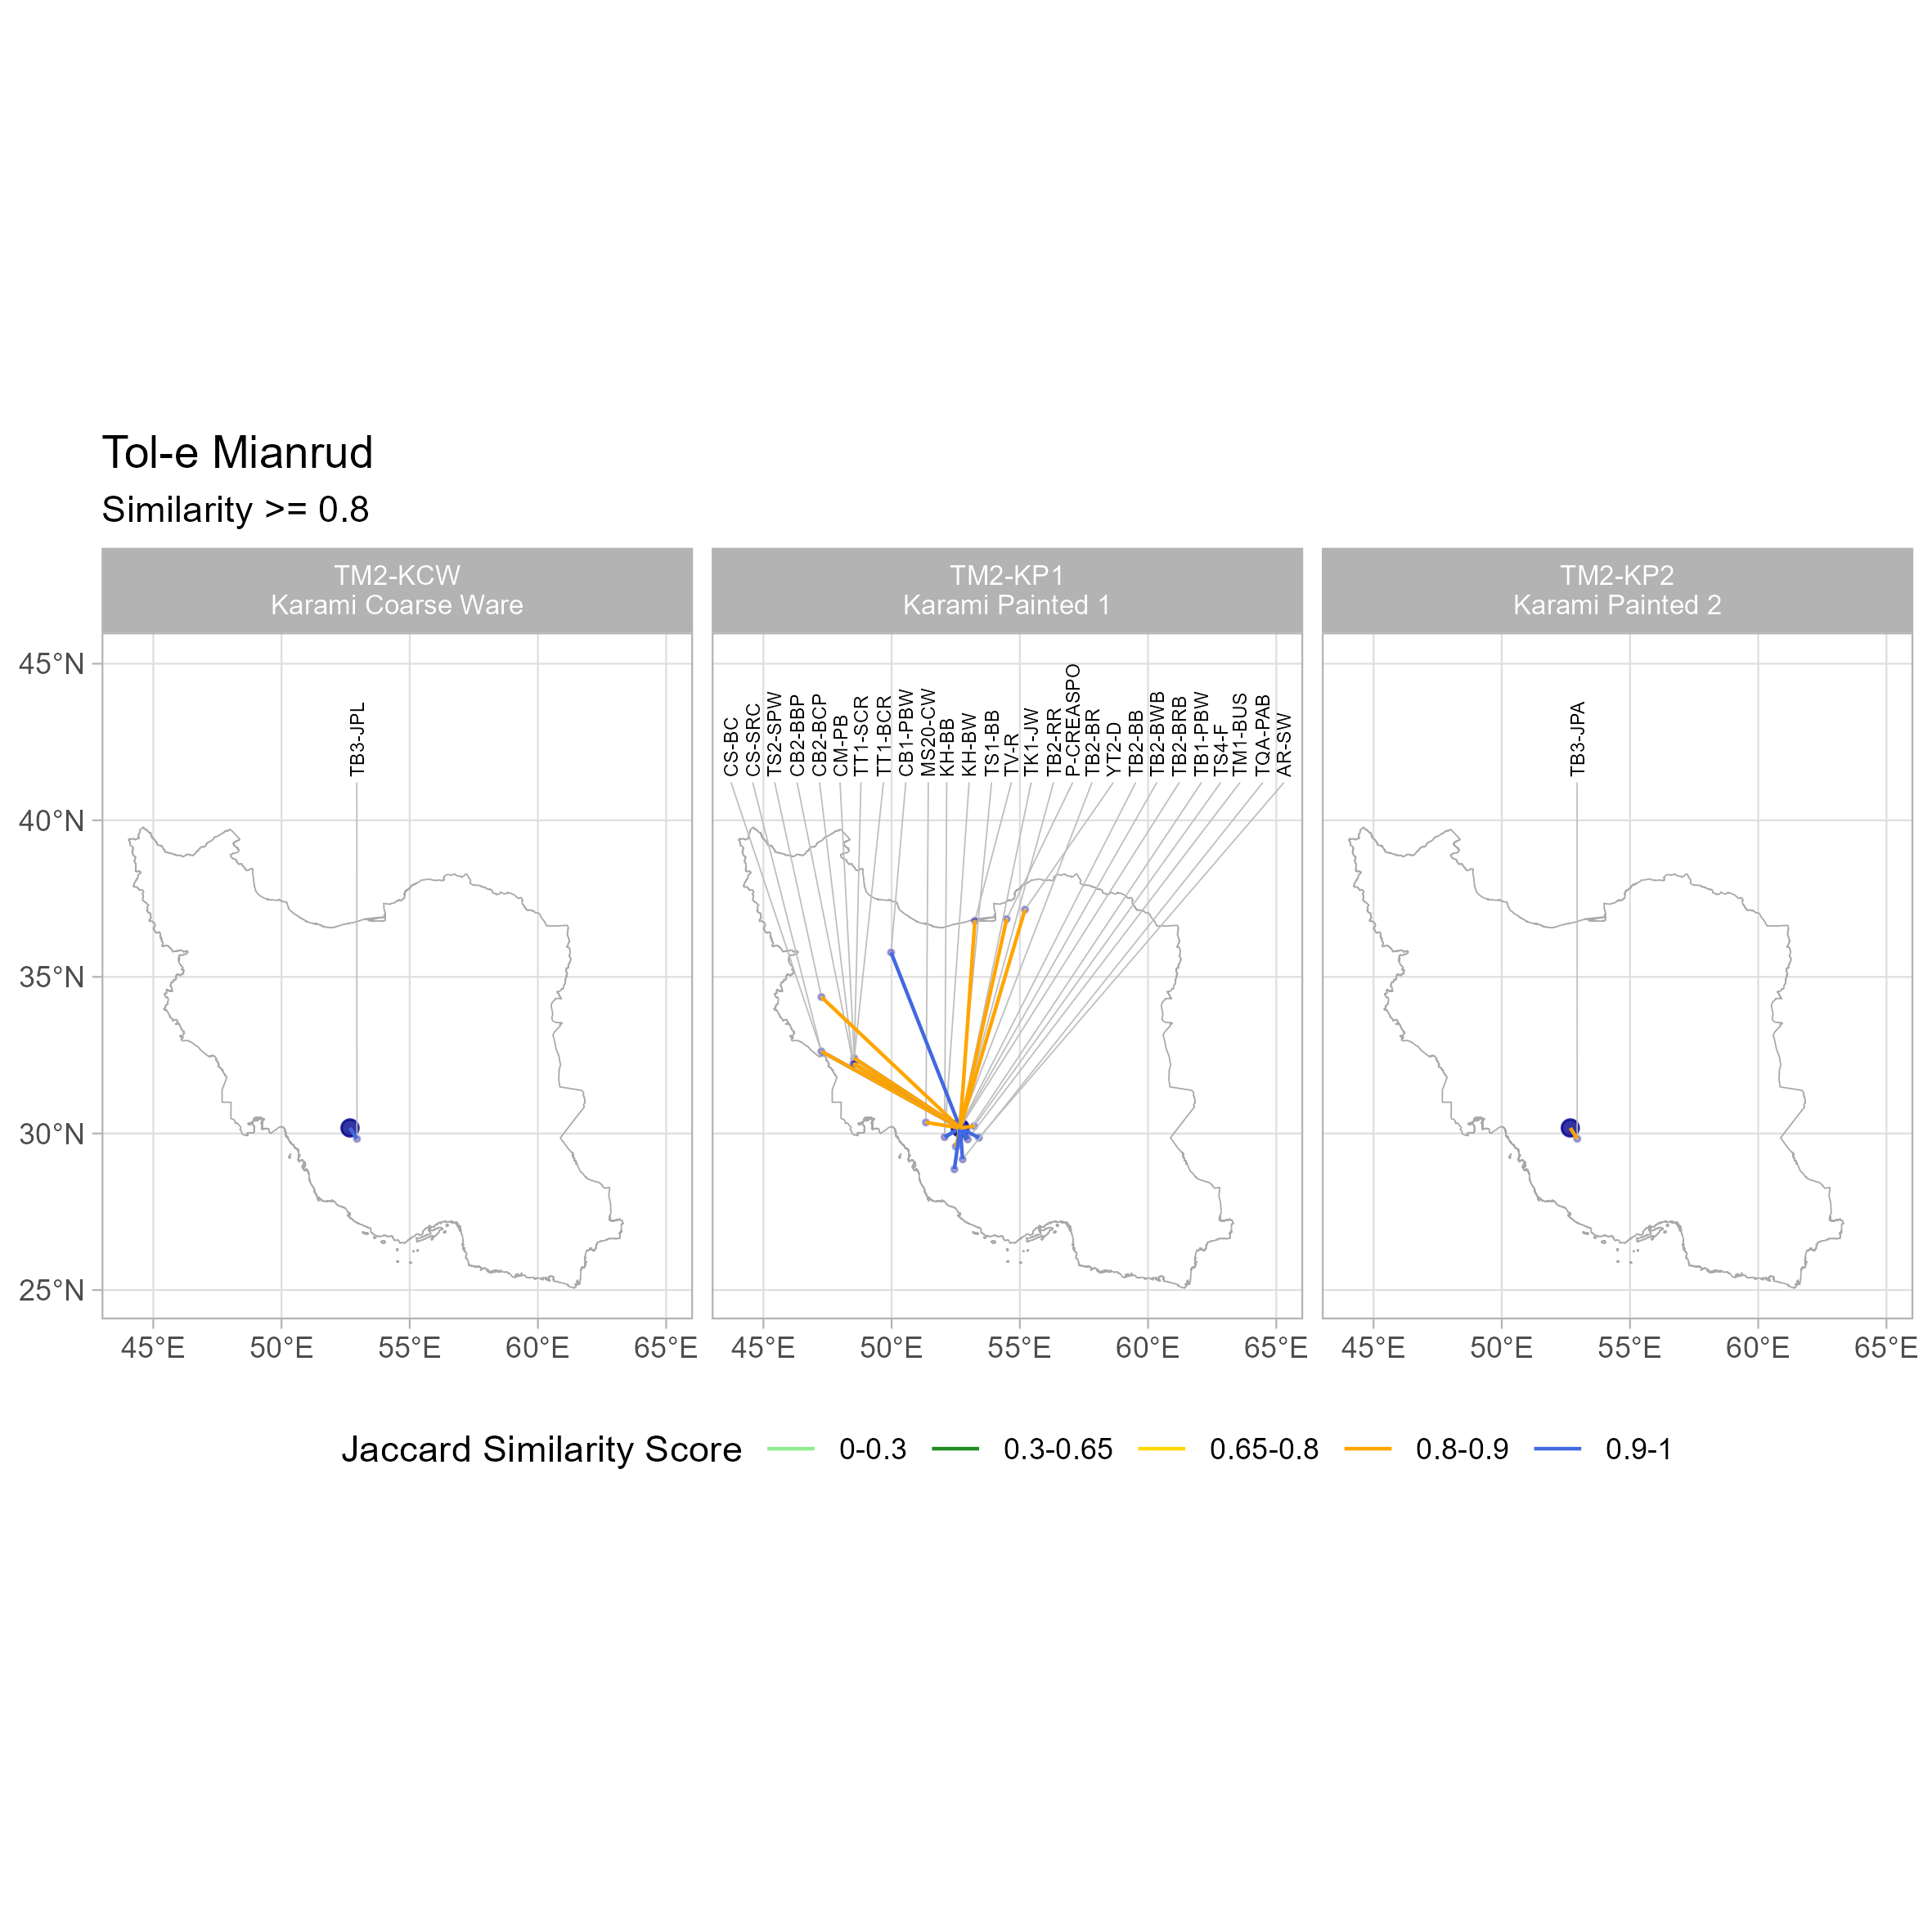 Tol-e Mianrud
Similarity >= 0.8
TM2-KCW
Karami Coarse Ware
TM2-KP1
Karami Painted 1
TM2-KP2
Karami Painted 2
45°N
40°N
35°N
30°N
25°N
TB3-JPL
CS-BC
CS-SRC
TS2-SPW
CB2-BBP
CB2-BCP
CM-PB
TT1-SCR
TT1-BCR
CB1-PBW
MS20-CW
KH-BB
KH-BW
TS1-BB
TV-R
TK1-JW
TB2-RR
P-CREASPO
TB2-BR
YT2-D
TB2-BB
TB2-BWB
TB2-BRB
TB1-PBW
TS4-F
TM1-BUS
TQA-PAB
AR-SW
TB3-JPA
45°E 50°E 55°E 60°E 65°E
45°E 50°E 55°E 60°E 65°E
45°E 50°E 55°E 60°E 65°E
Jaccard Similarity Score 0-0.3 0.3-0.65 0.65-0.8 0.8-0.9 0.9-1